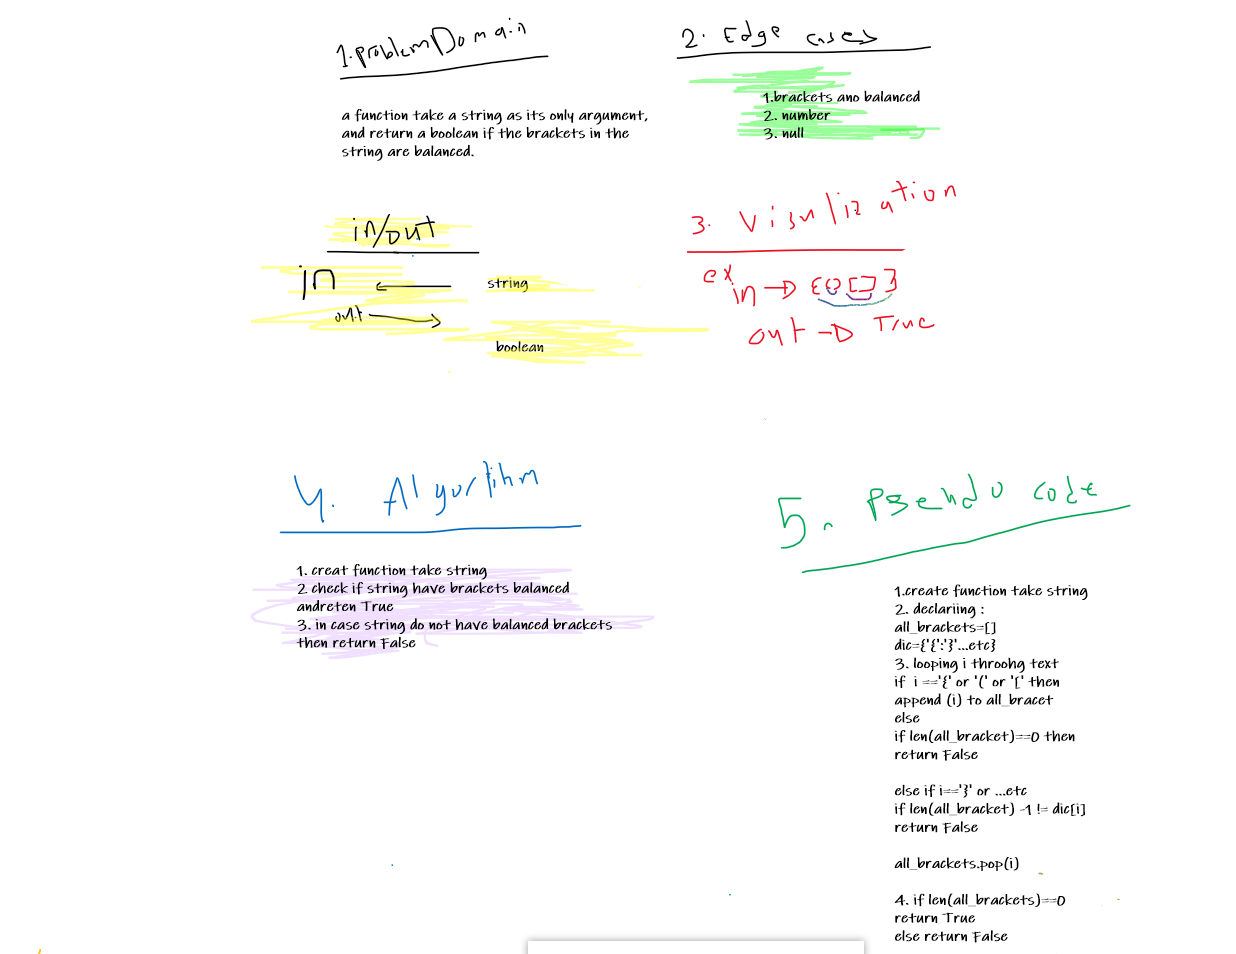 1.problem Domain
a function take a string as its only argument,
and return a boolean if the brackets in the
string are balanced.
2. Edge cases
1.brackets ano balanced
2. number
3. null
in/out
in
string
out
boolean
3. Visulization
ex
in → {()[]}
out → True
4. Algorithm
1. creat function take string
2. check if string have brackets balanced
andreten True
3. in case string do not have balanced brackets
then return False
5. Pseudo code
1.create function take string
2. declariing :
all_brackets=[]
dic={'{':'}'...etc}
3. looping i throohg text
if i =='{' or '(' or '[' then
append (i) to all_bracet
else
if len(all_bracket)==0 then
return False
else if i=='}' or ...etc
if len(all_bracket) -1 != dic[i]
return False
all_brackets.pop(i)
4. if len(all_brackets)==0
return True
else return False